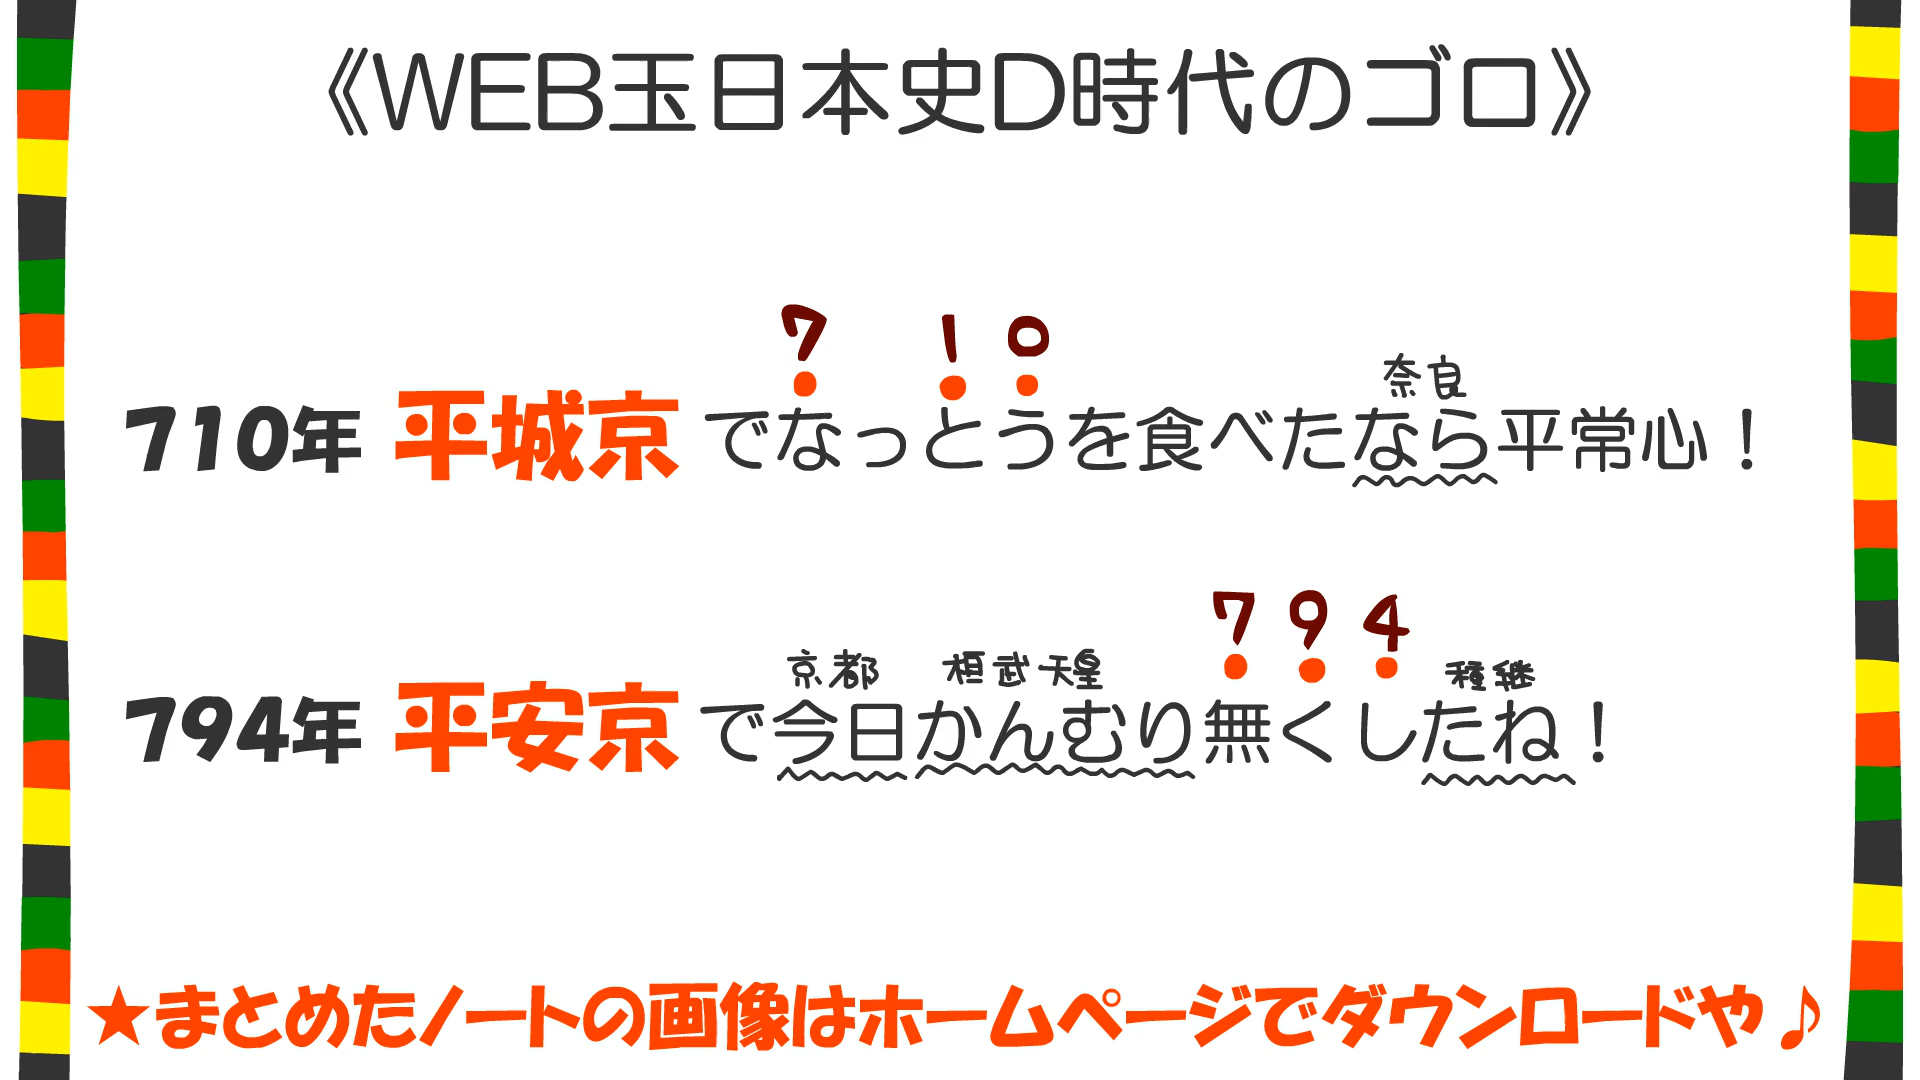 《WEB玉日本史D時代のゴロ》
7 1 0
奈良
710年 平城京 でなっとうを食べたなら平常心！
7 9 4
京都 桓武天皇 種継
794年 平安京 で今日かんむり無くしたね！
★まとめたノートの画像はホームページでダウンロードや♪